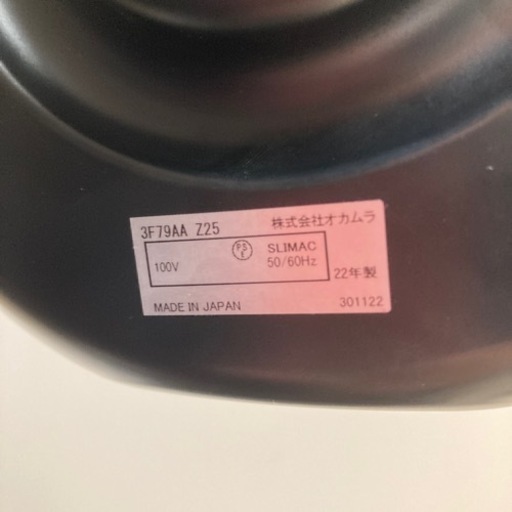 3F79AA Z25 株式会社オカムラ
PS E SLIMAC
100V 50/60Hz
22年製
MADE IN JAPAN 301122